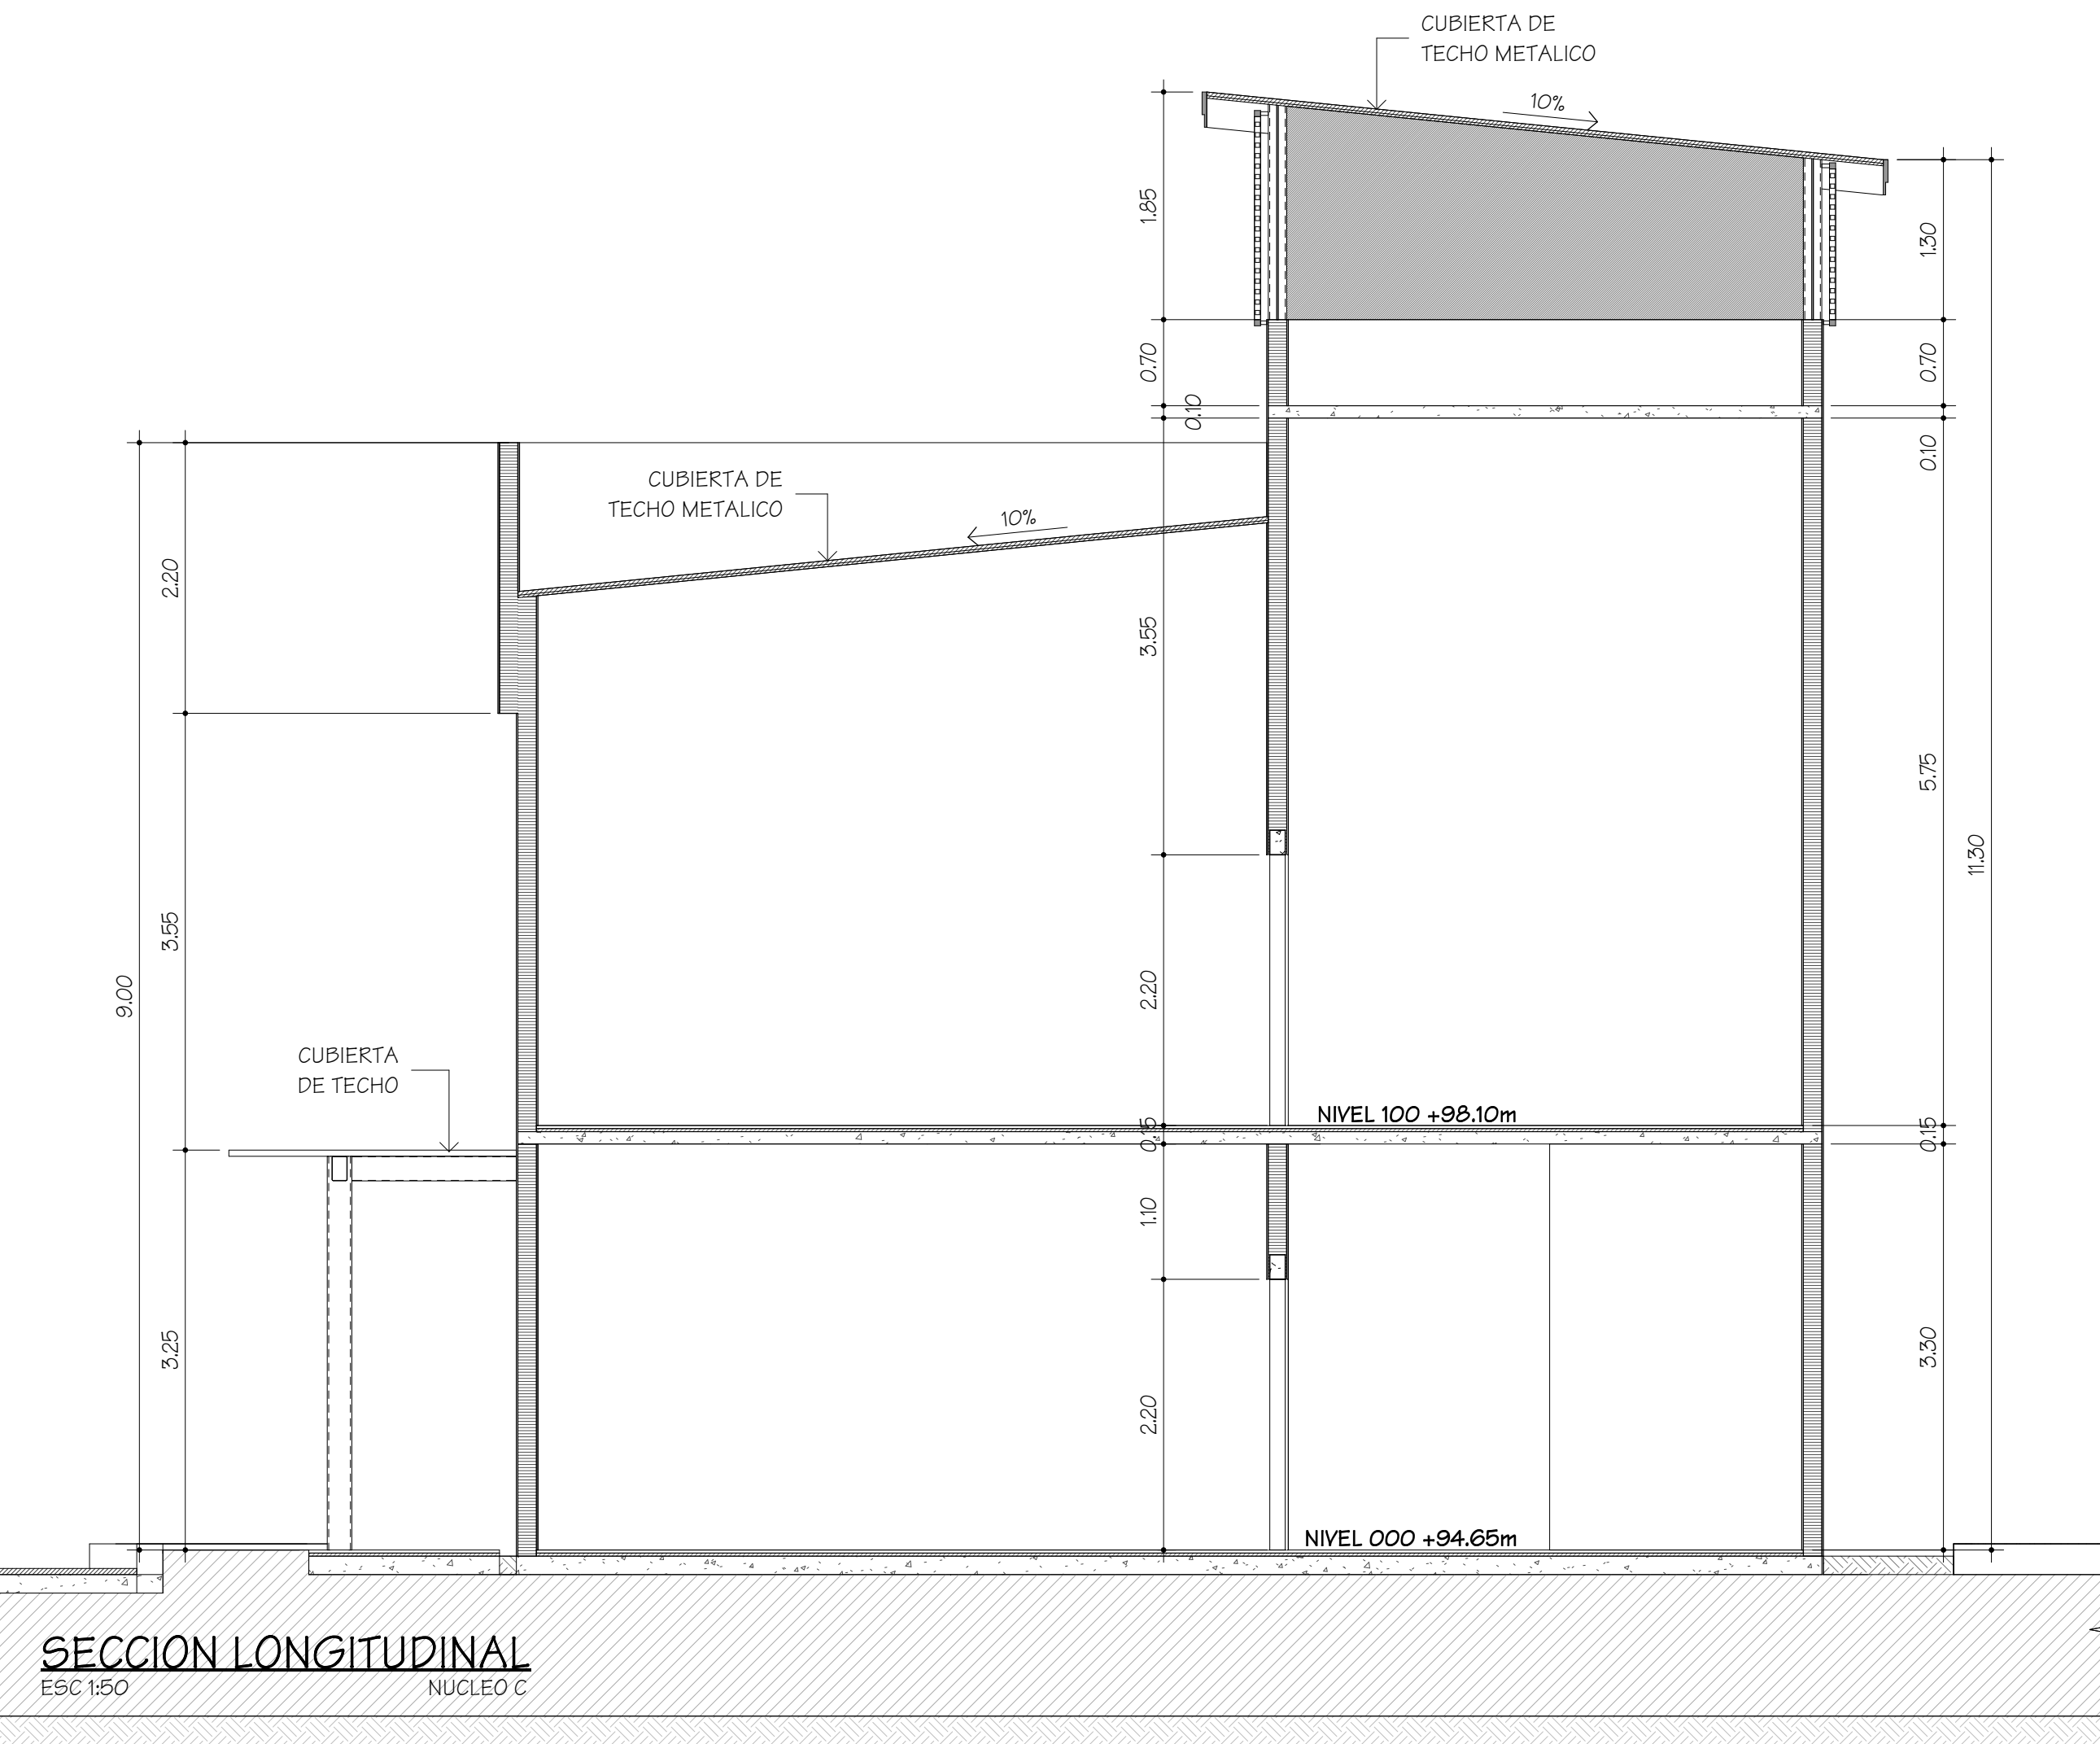 CUBIERTA DE
TECHO METALICO
10%
1.85
1.30
0.70
0.70
0.10
0.10
CUBIERTA DE
TECHO METALICO
10%
2.20
3.55
5.75
11.30
3.55
9.00
2.20
CUBIERTA
DE TECHO
NIVEL 100 +98.10m
0.15
0.15
1.10
3.25
3.30
2.20
NIVEL 000 +94.65m
SECCION LONGITUDINAL
ESC 1:50 NUCLEO C